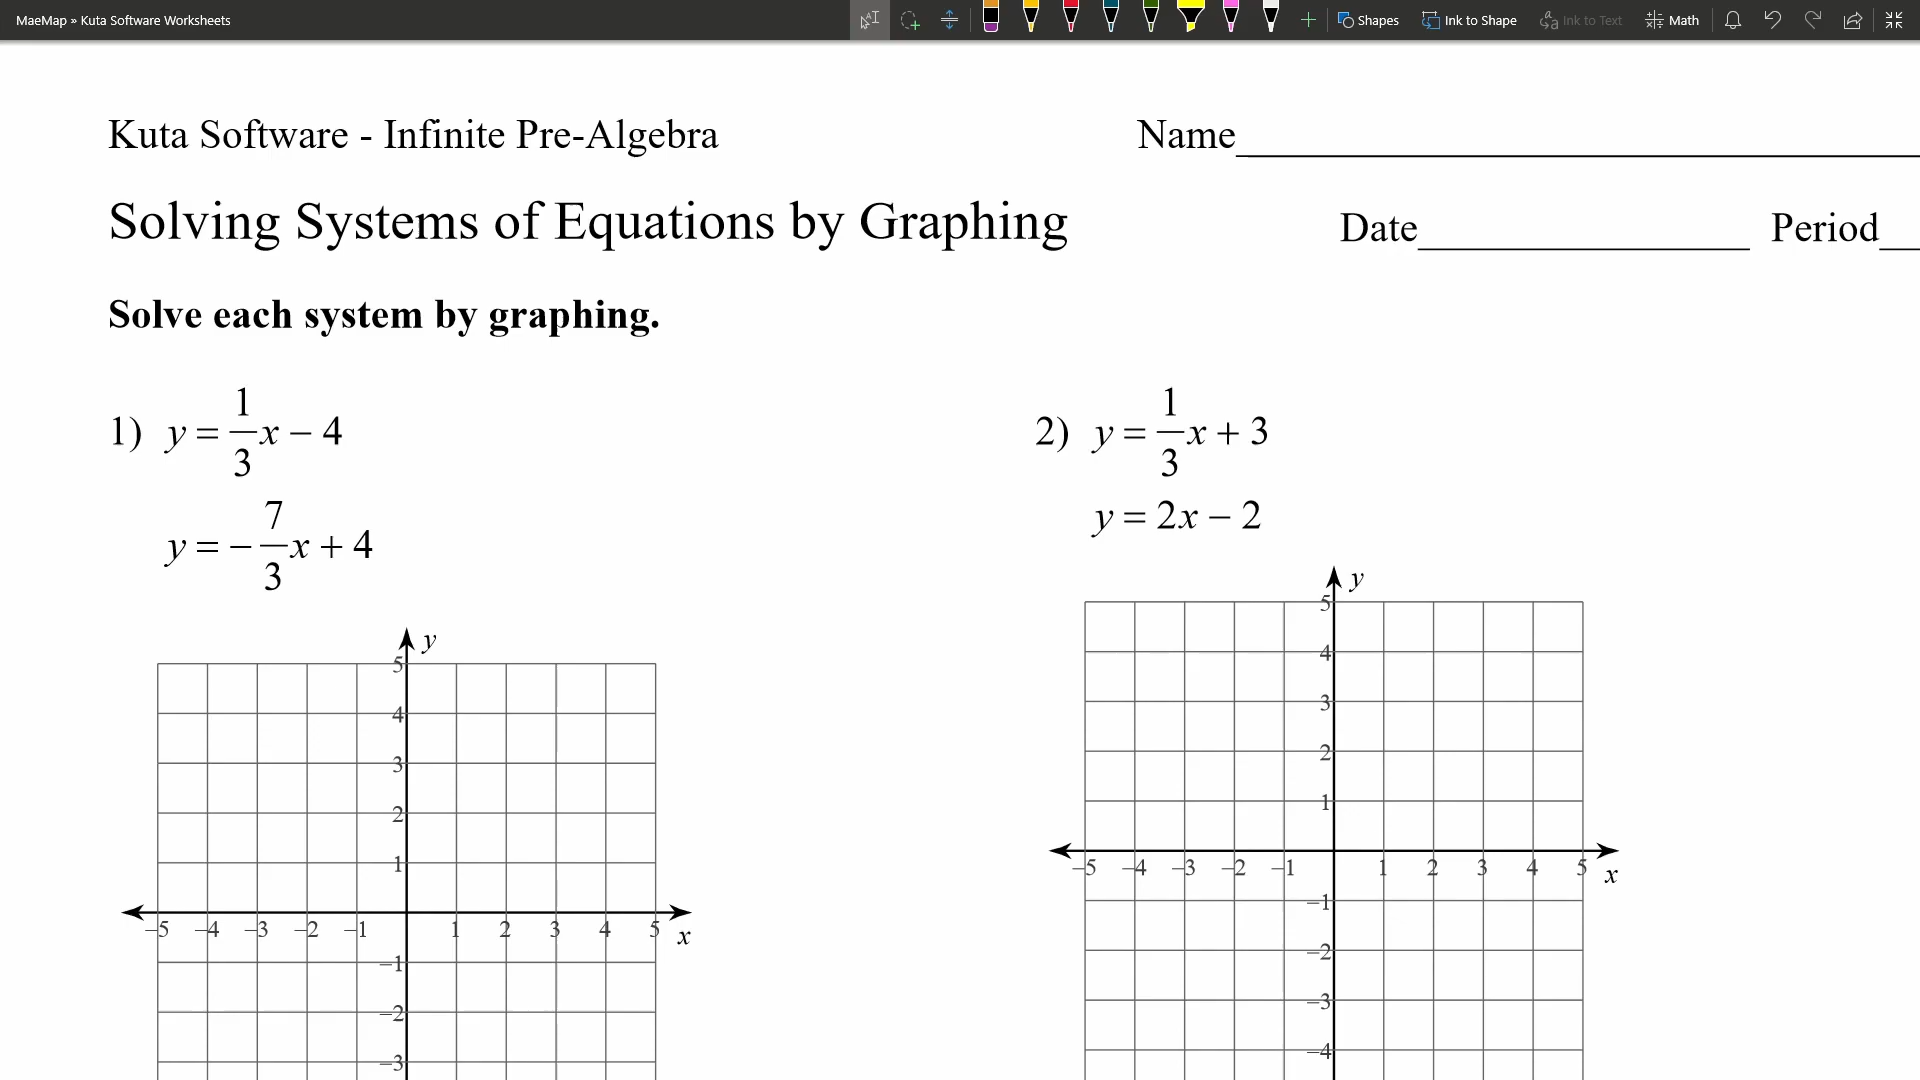 MaeMap » Kuta Software Worksheets
Shapes Ink to Shape Ink to Text Math
Kuta Software - Infinite Pre-Algebra Name
Solving Systems of Equations by Graphing Date Period
Solve each system by graphing.
1) y = 1/3 x − 4
y = − 7/3 x + 4
y
5
4
3
2
1
−5 −4 −3 −2 −1 1 2 3 4 5 x
−1
−2
−3
2) y = 1/3 x + 3
y = 2x − 2
y
5
4
3
2
1
−5 −4 −3 −2 −1 1 2 3 4 5 x
−1
−2
−3
−4